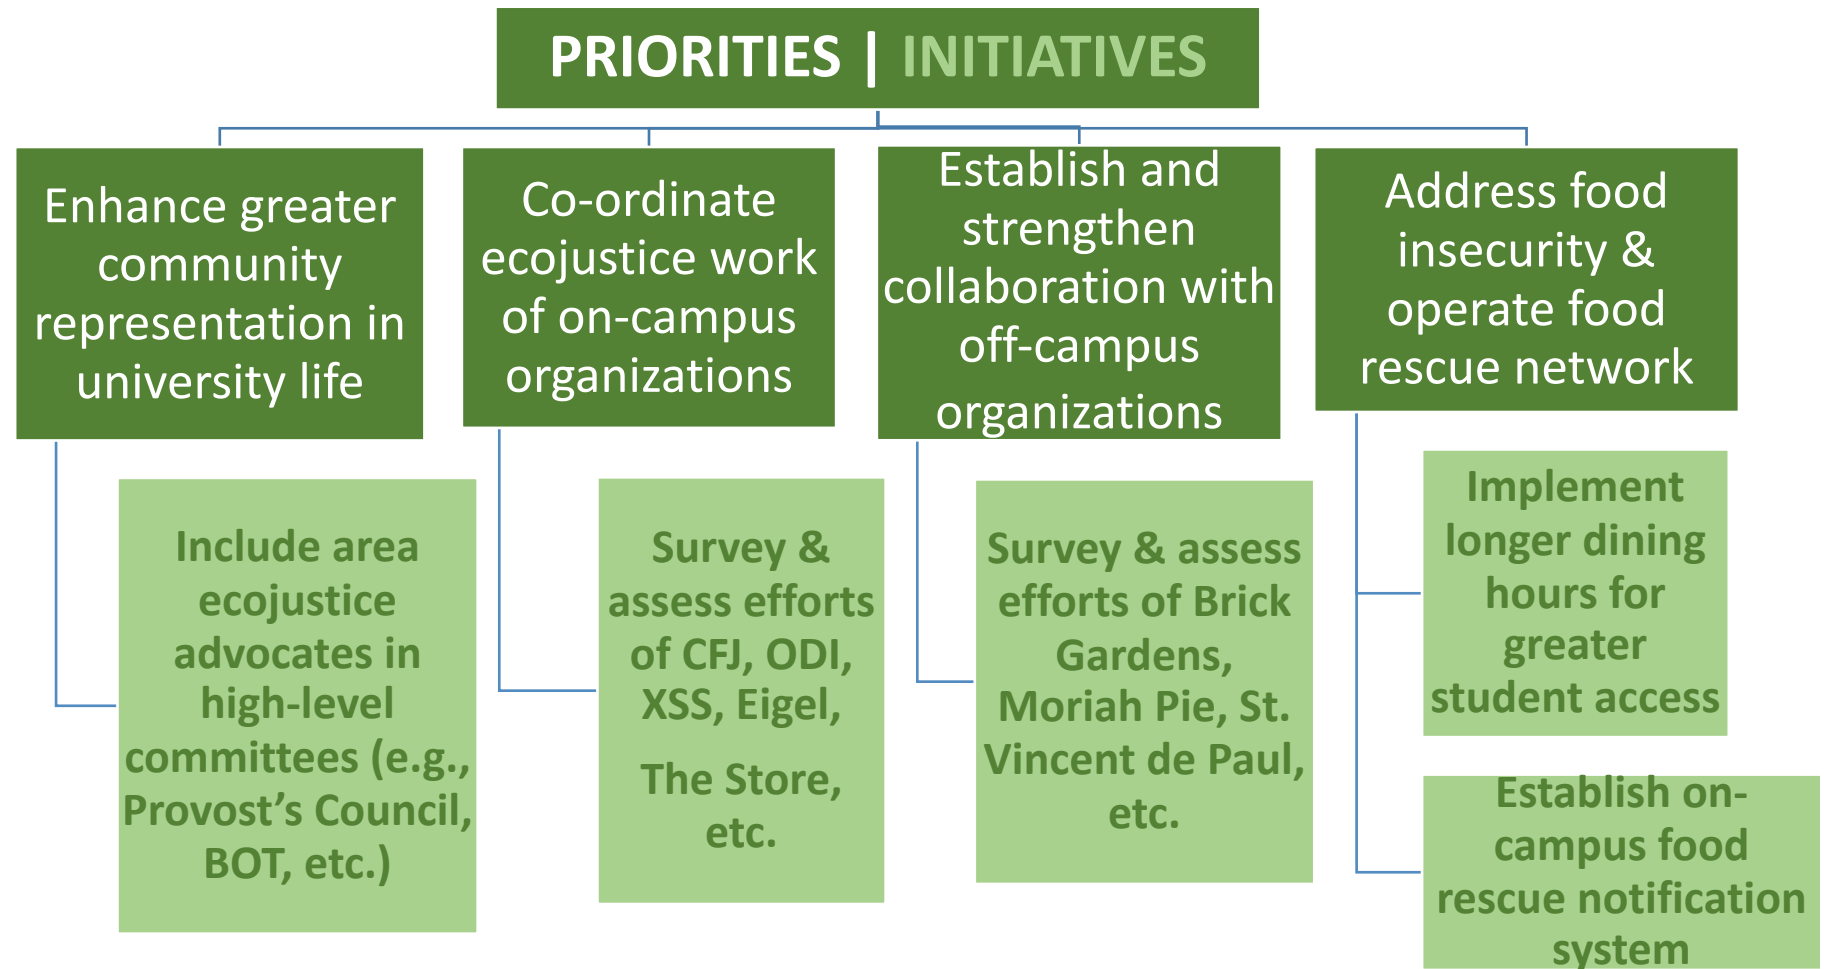 PRIORITIES | INITIATIVES
Enhance greater
community
representation in
university life
Include area
ecojustice
advocates in
high-level
committees (e.g.,
Provost’s Council,
BOT, etc.)
Co-ordinate
ecojustice work
of on-campus
organizations
Survey &
assess efforts
of CFJ, ODI,
XSS, Eigel,
The Store,
etc.
Establish and
strengthen
collaboration with
off-campus
organizations
Survey & assess
efforts of Brick
Gardens,
Moriah Pie, St.
Vincent de Paul,
etc.
Address food
insecurity &
operate food
rescue network
Implement
longer dining
hours for
greater
student access
Establish on-
campus food
rescue notification
system